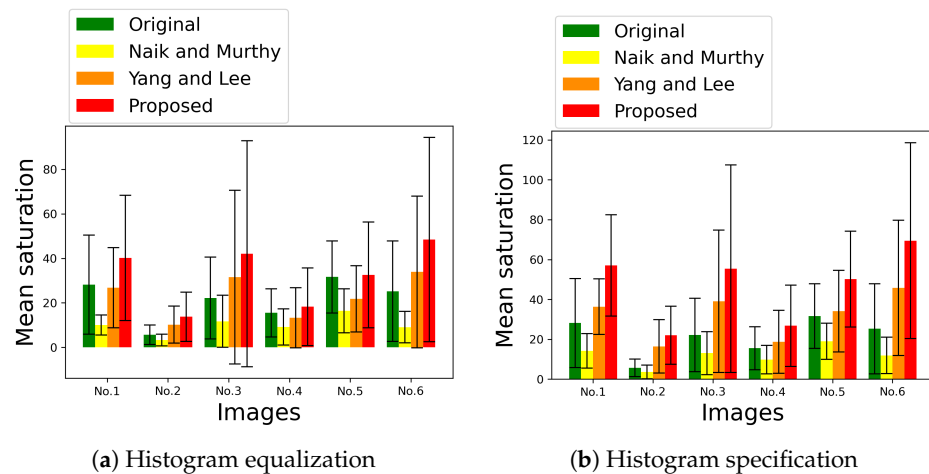 Original
Naik and Murthy
Yang and Lee
Proposed
Mean saturation
80
60
40
20
0
No.1 No.2 No.3 No.4 No.5 No.6
Images
(a) Histogram equalization
Original
Naik and Murthy
Yang and Lee
Proposed
Mean saturation
120
100
80
60
40
20
0
No.1 No.2 No.3 No.4 No.5 No.6
Images
(b) Histogram specification